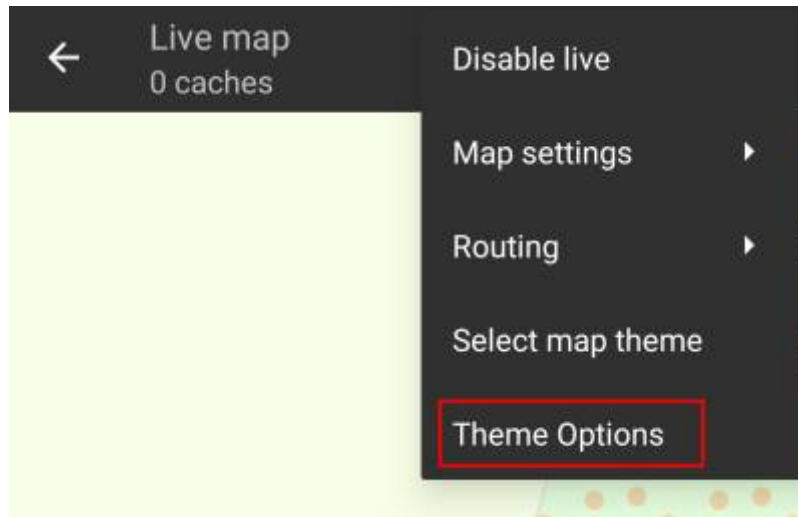 Live map
0 caches
Disable live
Map settings
Routing
Select map theme
Theme Options